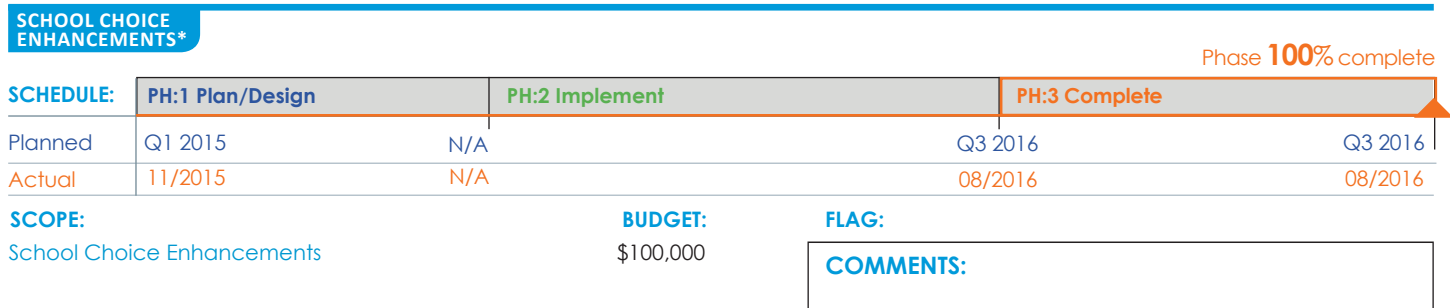 SCHOOL CHOICE
ENHANCEMENTS*
Phase 100% complete
SCHEDULE: PH:1 Plan/Design PH:2 Implement PH:3 Complete
Planned Q1 2015 N/A Q3 2016 Q3 2016
Actual 11/2015 N/A 08/2016 08/2016
SCOPE: BUDGET: FLAG:
School Choice Enhancements $100,000
COMMENTS: